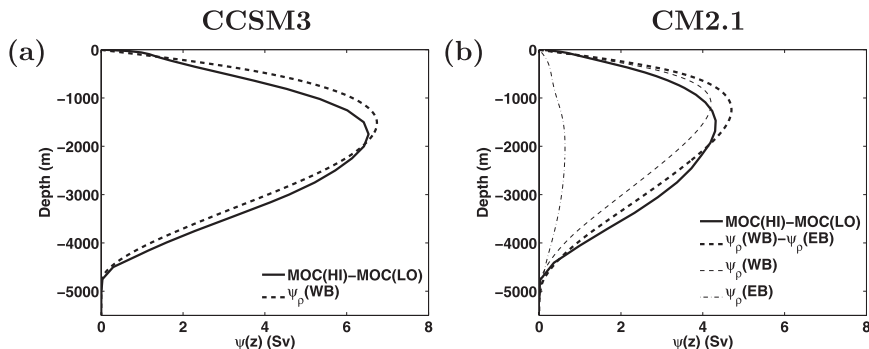 CCSM3
CM2.1
(a)
(b)
0
−1000
−2000
−3000
−4000
−5000
Depth (m)
0
2
4
6
8
ψ(z) (Sv)
MOC(HI)−MOC(LO)
ψρ(WB)
0
−1000
−2000
−3000
−4000
−5000
Depth (m)
0
2
4
6
8
ψ(z) (Sv)
MOC(HI)−MOC(LO)
ψρ(WB)−ψρ(EB)
ψρ(WB)
ψρ(EB)